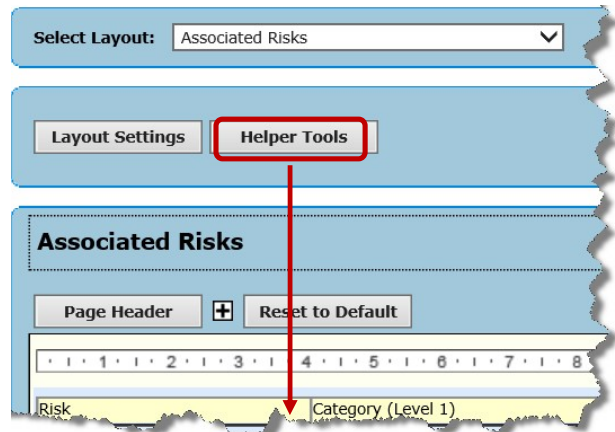 Select Layout: Associated Risks
Layout Settings Helper Tools
Associated Risks
Page Header Reset to Default
1 2 3 4 5 6 7 8
Risk Category (Level 1)